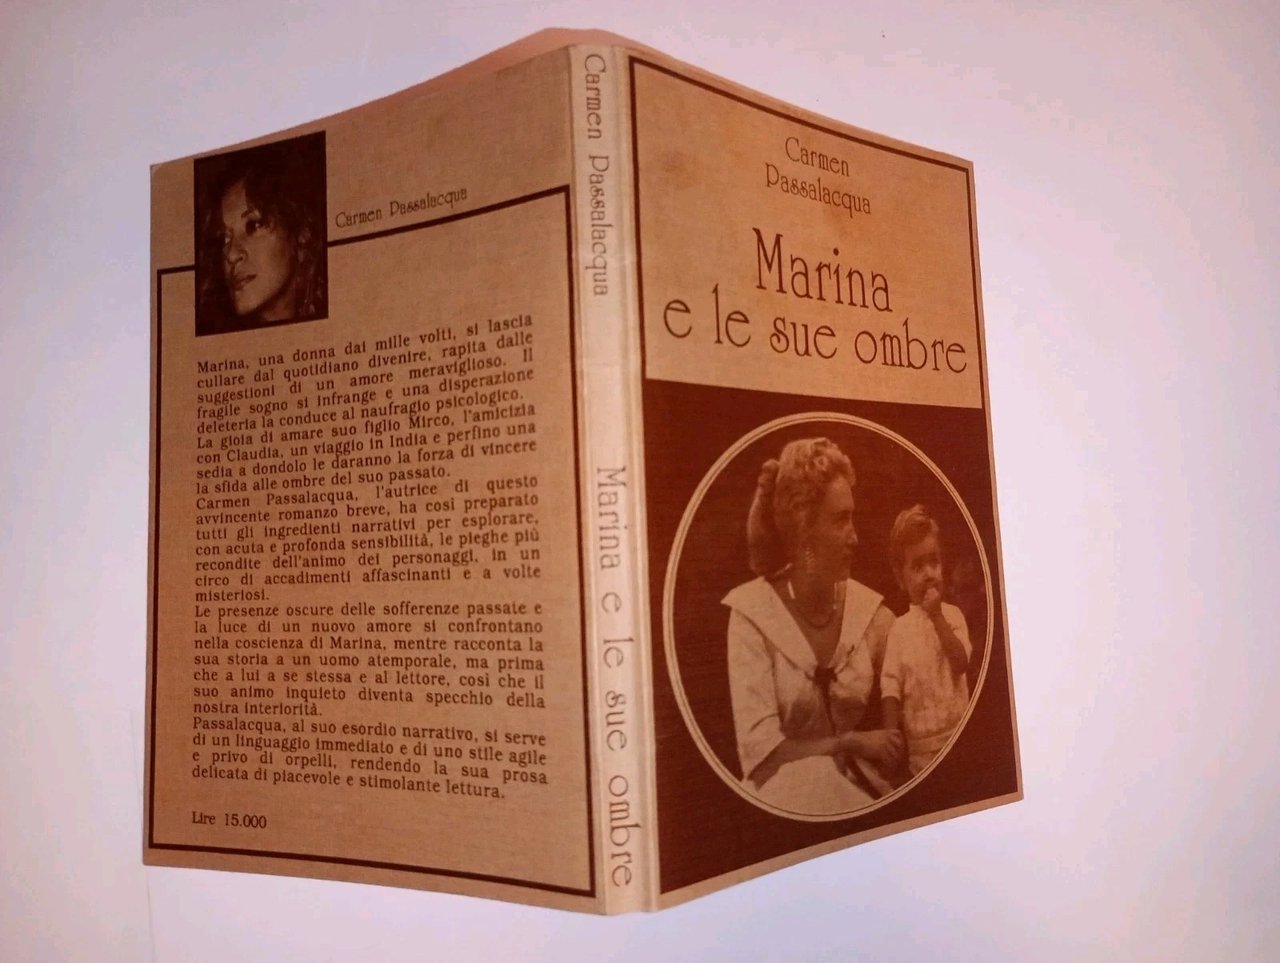 Carmen Passalacqua
Marina, una donna dai mille volti, si lascia
cullare dal quotidiano divenire, rapita dalle
suggestioni di un amore meraviglioso. Il
fragile sogno si infrange e una disperazione
deleteria la conduce al naufragio psicologico.
La gioia di amare suo figlio Mirco, l'amicizia
con Claudia, un viaggio in India e perfino una
sedia a dondolo le daranno la forza di vincere
la sfida alle ombre del suo passato.
Carmen Passalacqua, l'autrice di questo
avvincente romanzo breve, ha così preparato
tutti gli ingredienti narrativi per esplorare,
con acuta e profonda sensibilità, le pieghe più
recondite dell'animo dei personaggi, in un
circo di accadimenti affascinanti e a volte
misteriosi.
Le presenze oscure delle sofferenze passate e
la luce di un nuovo amore si confrontano
nella coscienza di Marina, mentre racconta la
sua storia a un uomo atemporale, ma prima
che a lui a se stessa e al lettore, così che il
suo animo inquieto diventa specchio della
nostra interiorità.
Passalacqua, al suo esordio narrativo, si serve
di un linguaggio immediato e di uno stile agile
e privo di orpelli, rendendo la sua prosa
delicata di piacevole e stimolante lettura.
Lire 15.000
Carmen Passalacqua
Marina e le sue ombre
Carmen
Passalacqua
Marina
e le sue ombre